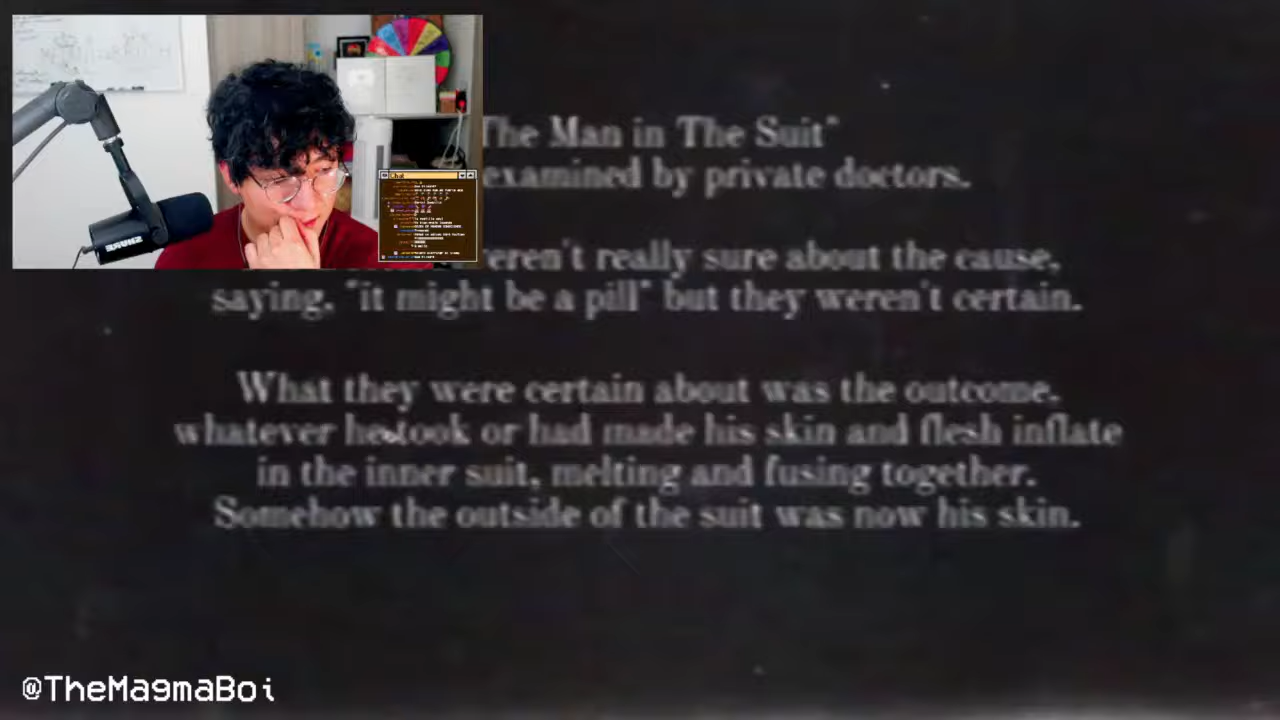 The Man in The Suit"
examined by private doctors.
weren't really sure about the cause,
saying, "it might be a pill" but they weren't certain.
What they were certain about was the outcome,
whatever he took or had made his skin and flesh inflate
in the inner suit, melting and fusing together.
Somehow the outside of the suit was now his skin.
SHURE
Chat
@TheMagmaBoi